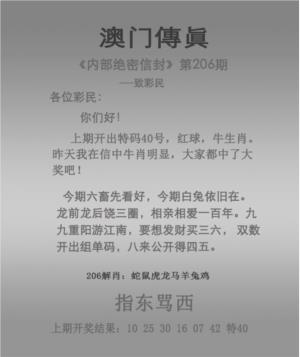 澳门傳真
《内部绝密信封》第206期
---致彩民
各位彩民:
你们好!
上期开出特码40号，红球，牛生肖。
昨天我在信中牛肖明显，大家都中了大
奖吧！
今期六畜先看好，今期白兔依旧在。
龙前龙后饶三圈，相亲相爱一百年。九
九重阳游江南，要想发财买三六， 双数
开出组单码，八来公开得四五。
206解肖：蛇鼠虎龙马羊兔鸡
指东骂西
上期开奖结果：10 25 30 16 07 42 特40